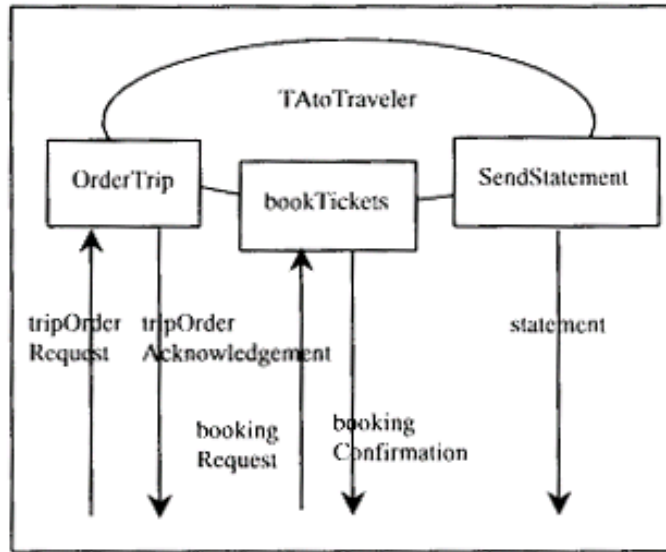 TAtoTraveler
OrderTrip
bookTickets
SendStatement
tripOrder
Request
tripOrder
Acknowledgement
statement
booking
Request
booking
Confirmation